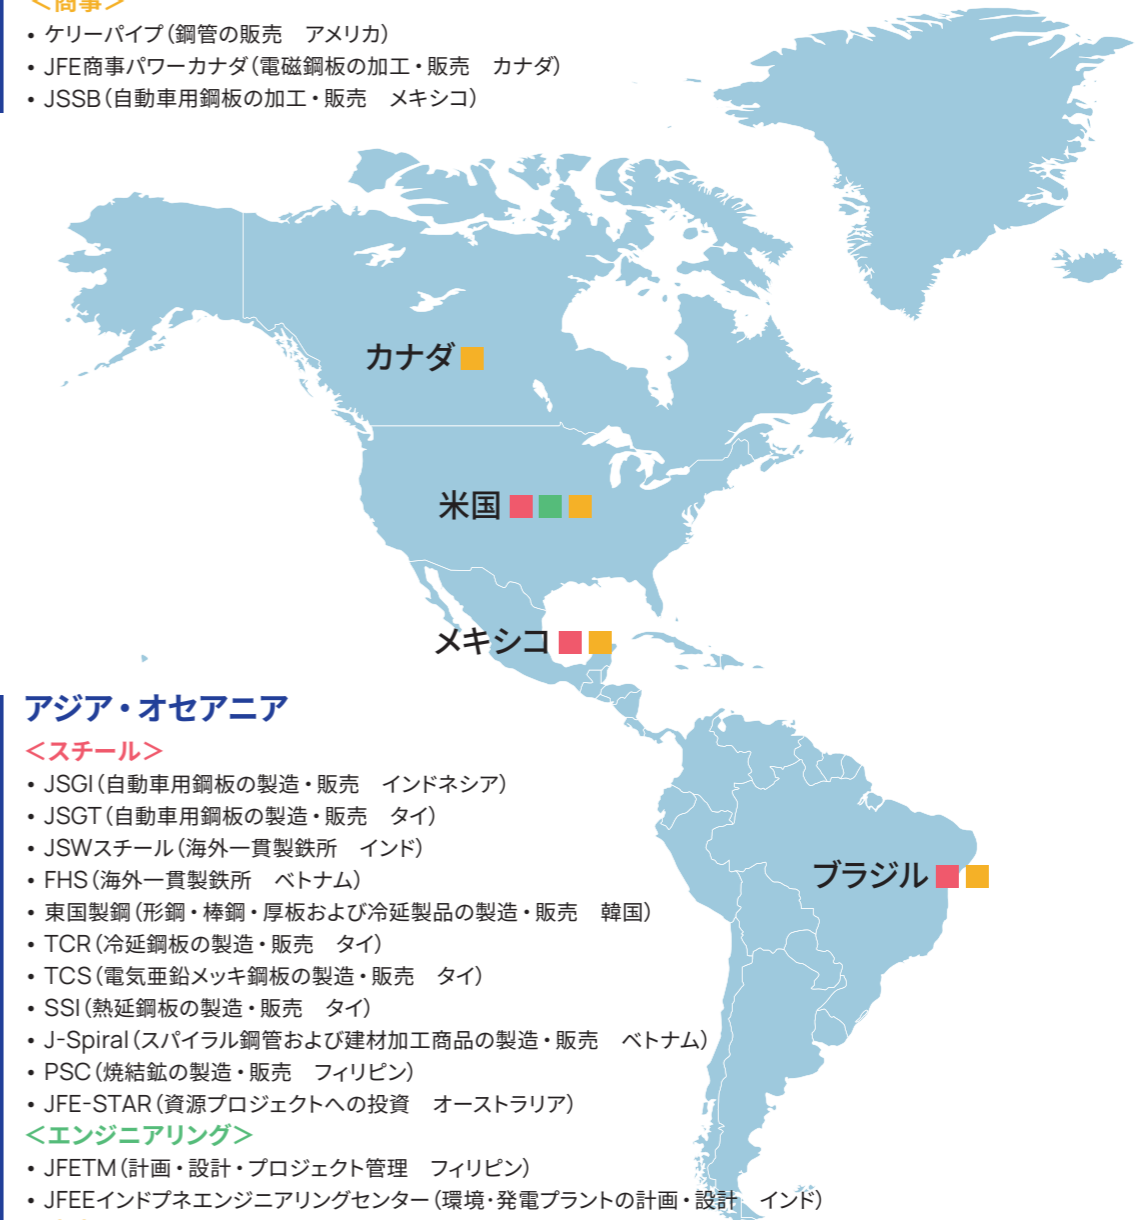 ＜商事＞
• ケリーパイプ（鋼管の販売　アメリカ）
• JFE商事パワーカナダ（電磁鋼板の加工・販売　カナダ）
• JSSB（自動車用鋼板の加工・販売　メキシコ）
カナダ
米国
メキシコ
ブラジル
アジア・オセアニア
＜スチール＞
• JSGI（自動車用鋼板の製造・販売　インドネシア）
• JSGT（自動車用鋼板の製造・販売　タイ）
• JSWスチール（海外一貫製鉄所　インド）
• FHS（海外一貫製鉄所　ベトナム）
• 東国製鋼（形鋼・棒鋼・厚板および冷延製品の製造・販売　韓国）
• TCR（冷延鋼板の製造・販売　タイ）
• TCS（電気亜鉛メッキ鋼板の製造・販売　タイ）
• SSI（熱延鋼板の製造・販売　タイ）
• J-Spiral（スパイラル鋼管および建材加工商品の製造・販売　ベトナム）
• PSC（焼結鉱の製造・販売　フィリピン）
• JFE-STAR（資源プロジェクトへの投資　オーストラリア）
＜エンジニアリング＞
• JFETM（計画・設計・プロジェクト管理　フィリピン）
• JFEEインドプネエンジニアリングセンター（環境・発電プラントの計画・設計　インド）